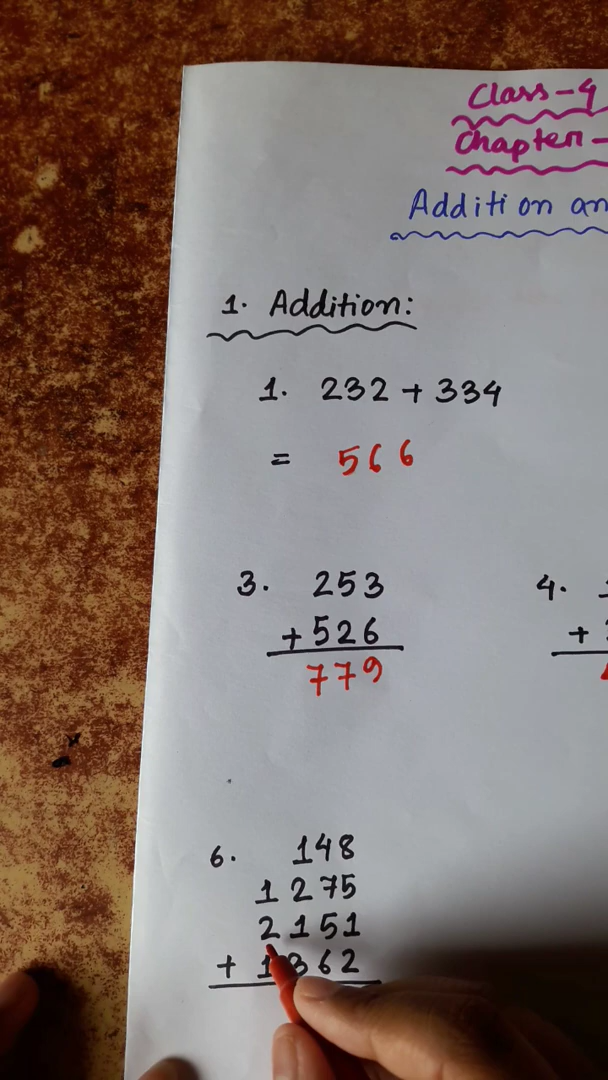 Class-4
Chapter-
Addition an
1. Addition:
1. 232 + 334
= 566
3. 253
+ 526
779
4.
+
6. 148
1275
2151
+ 1362